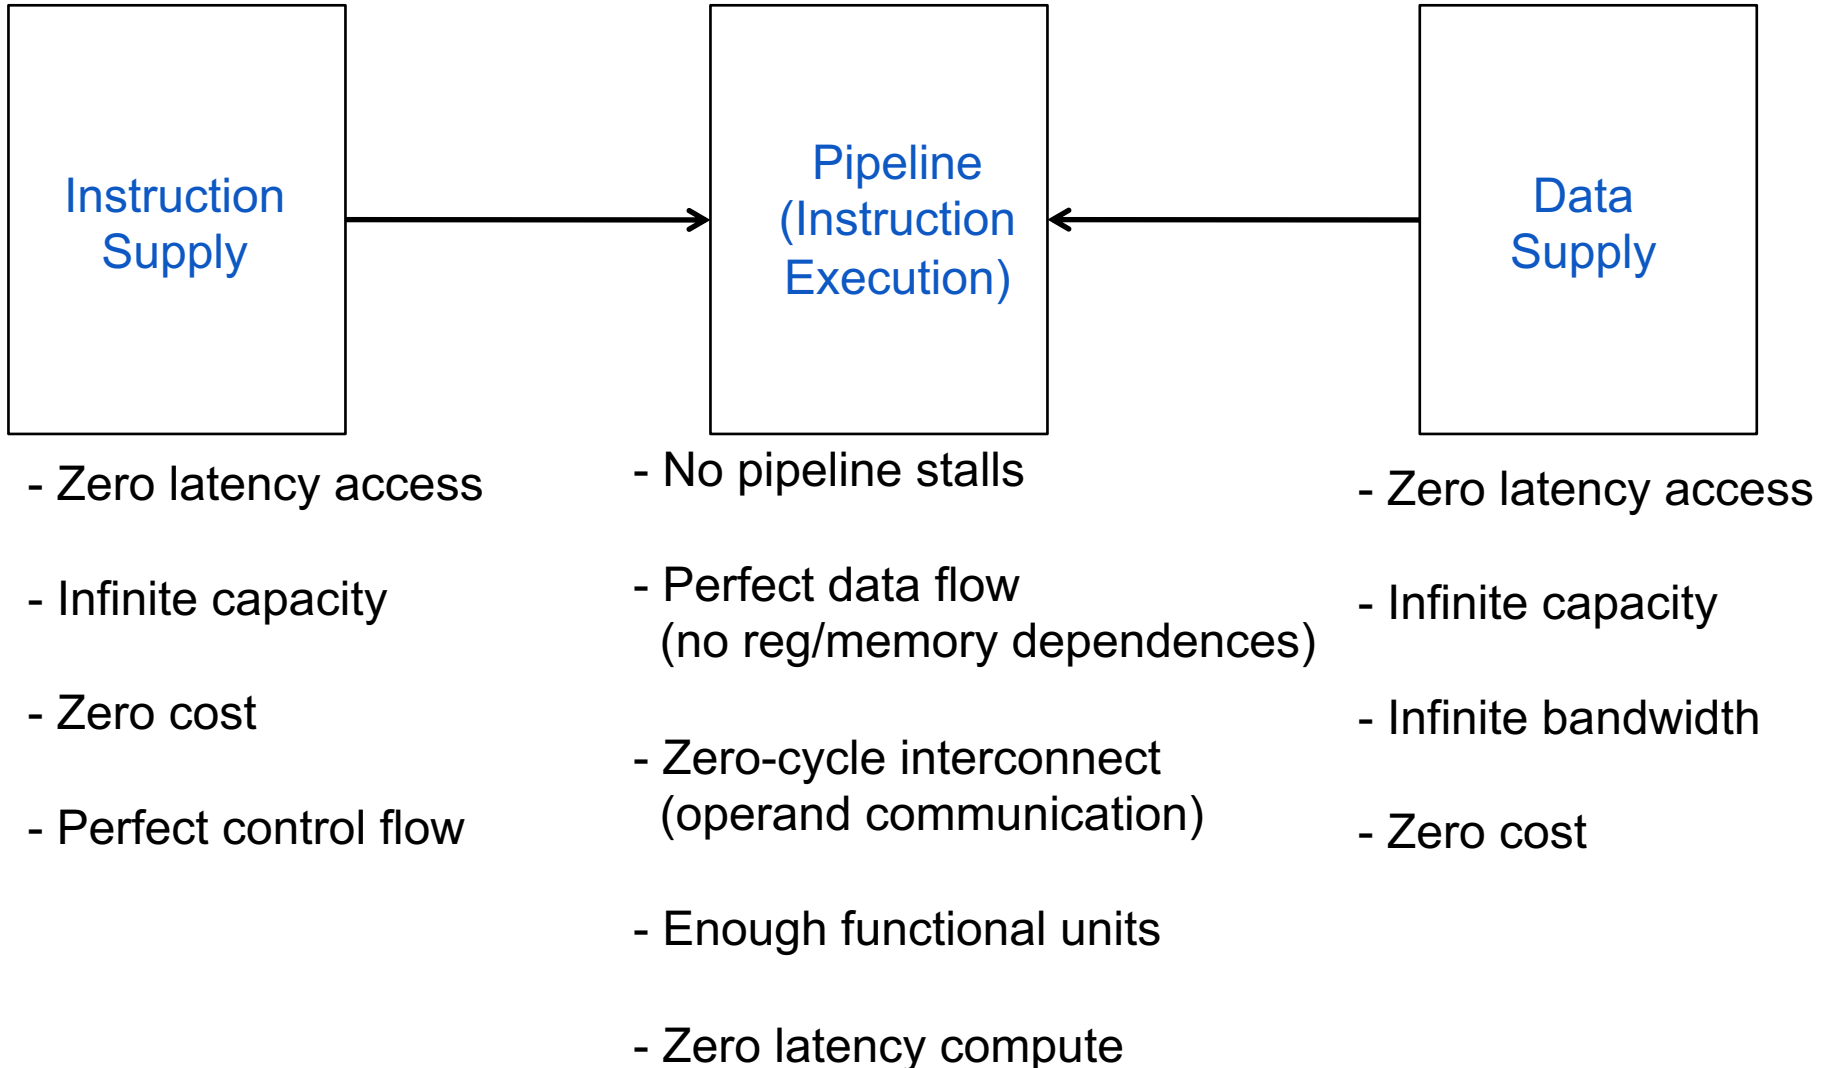 Instruction
Supply
Pipeline
(Instruction
Execution)
Data
Supply
- Zero latency access
- Infinite capacity
- Zero cost
- Perfect control flow
- No pipeline stalls
- Perfect data flow
(no reg/memory dependences)
- Zero-cycle interconnect
(operand communication)
- Enough functional units
- Zero latency compute
- Zero latency access
- Infinite capacity
- Infinite bandwidth
- Zero cost